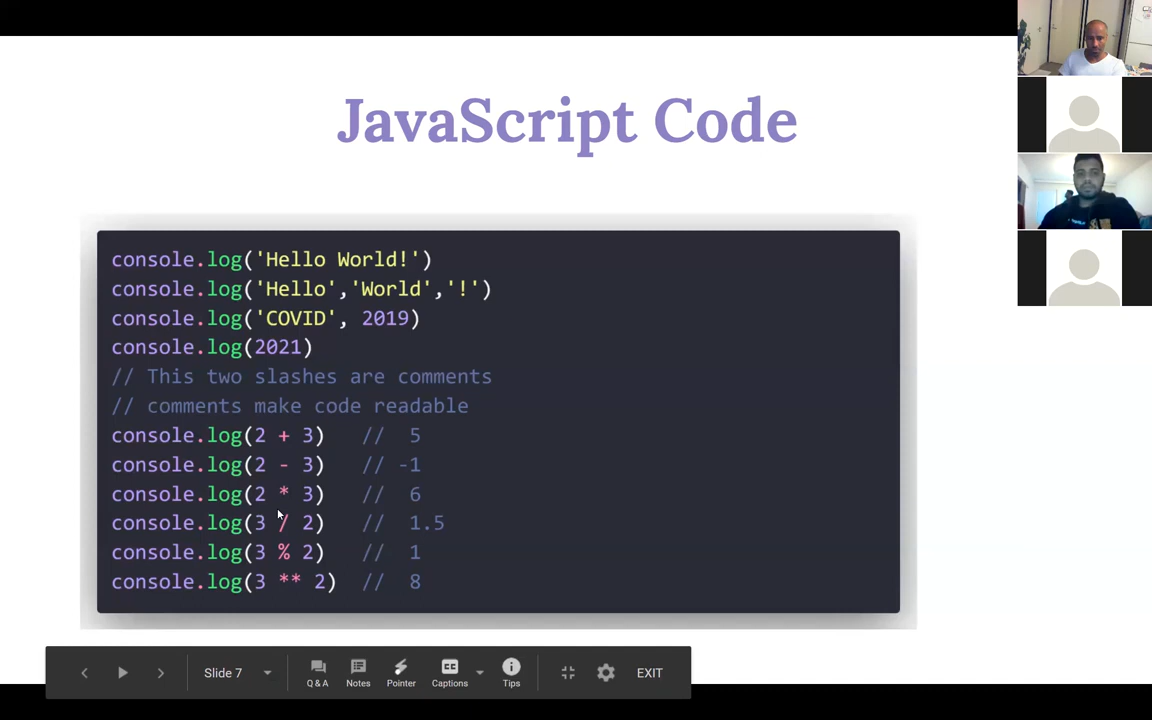 JavaScript Code
console.log('Hello World!')
console.log('Hello','World','!')
console.log('COVID', 2019)
console.log(2021)
// This two slashes are comments
// comments make code readable
console.log(2 + 3)   //  5
console.log(2 - 3)   // -1
console.log(2 * 3)   //  6
console.log(3 / 2)   //  1.5
console.log(3 % 2)   //  1
console.log(3 ** 2)  //  8
Slide 7
Q & A
Notes
Pointer
CC
Captions
Tips
EXIT